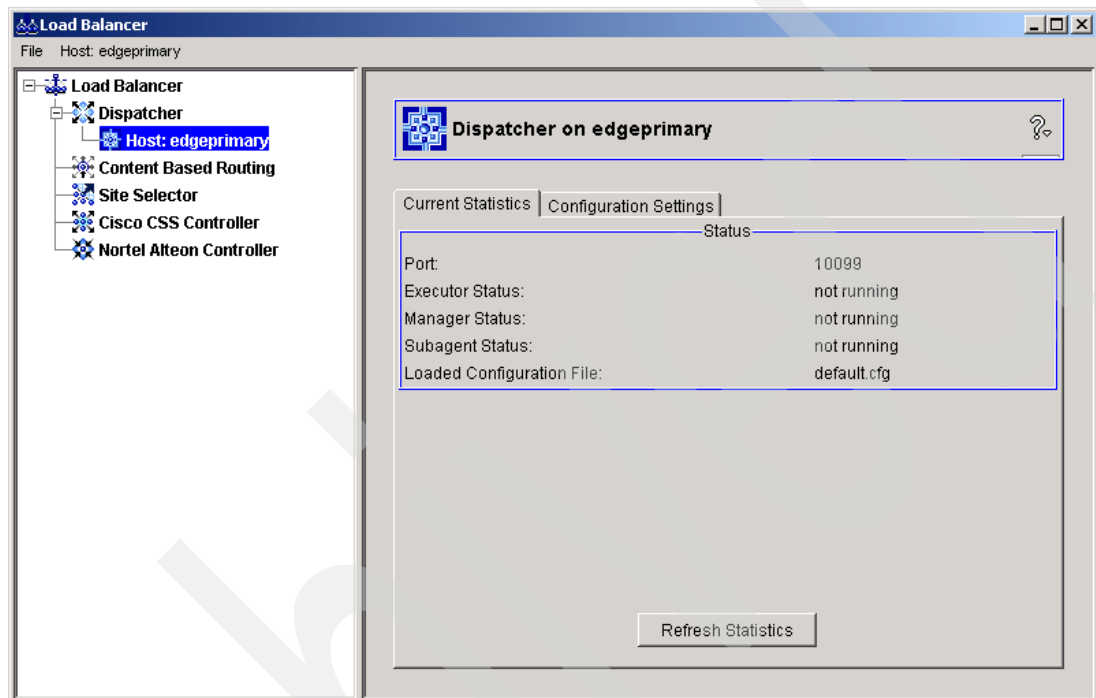 Load Balancer
File Host: edgeprimary
Load Balancer
Dispatcher
Host: edgeprimary
Content Based Routing
Site Selector
Cisco CSS Controller
Nortel Alteon Controller
Dispatcher on edgeprimary
?
Current Statistics Configuration Settings
Status
Port: 10099
Executor Status: not running
Manager Status: not running
Subagent Status: not running
Loaded Configuration File: default.cfg
Refresh Statistics